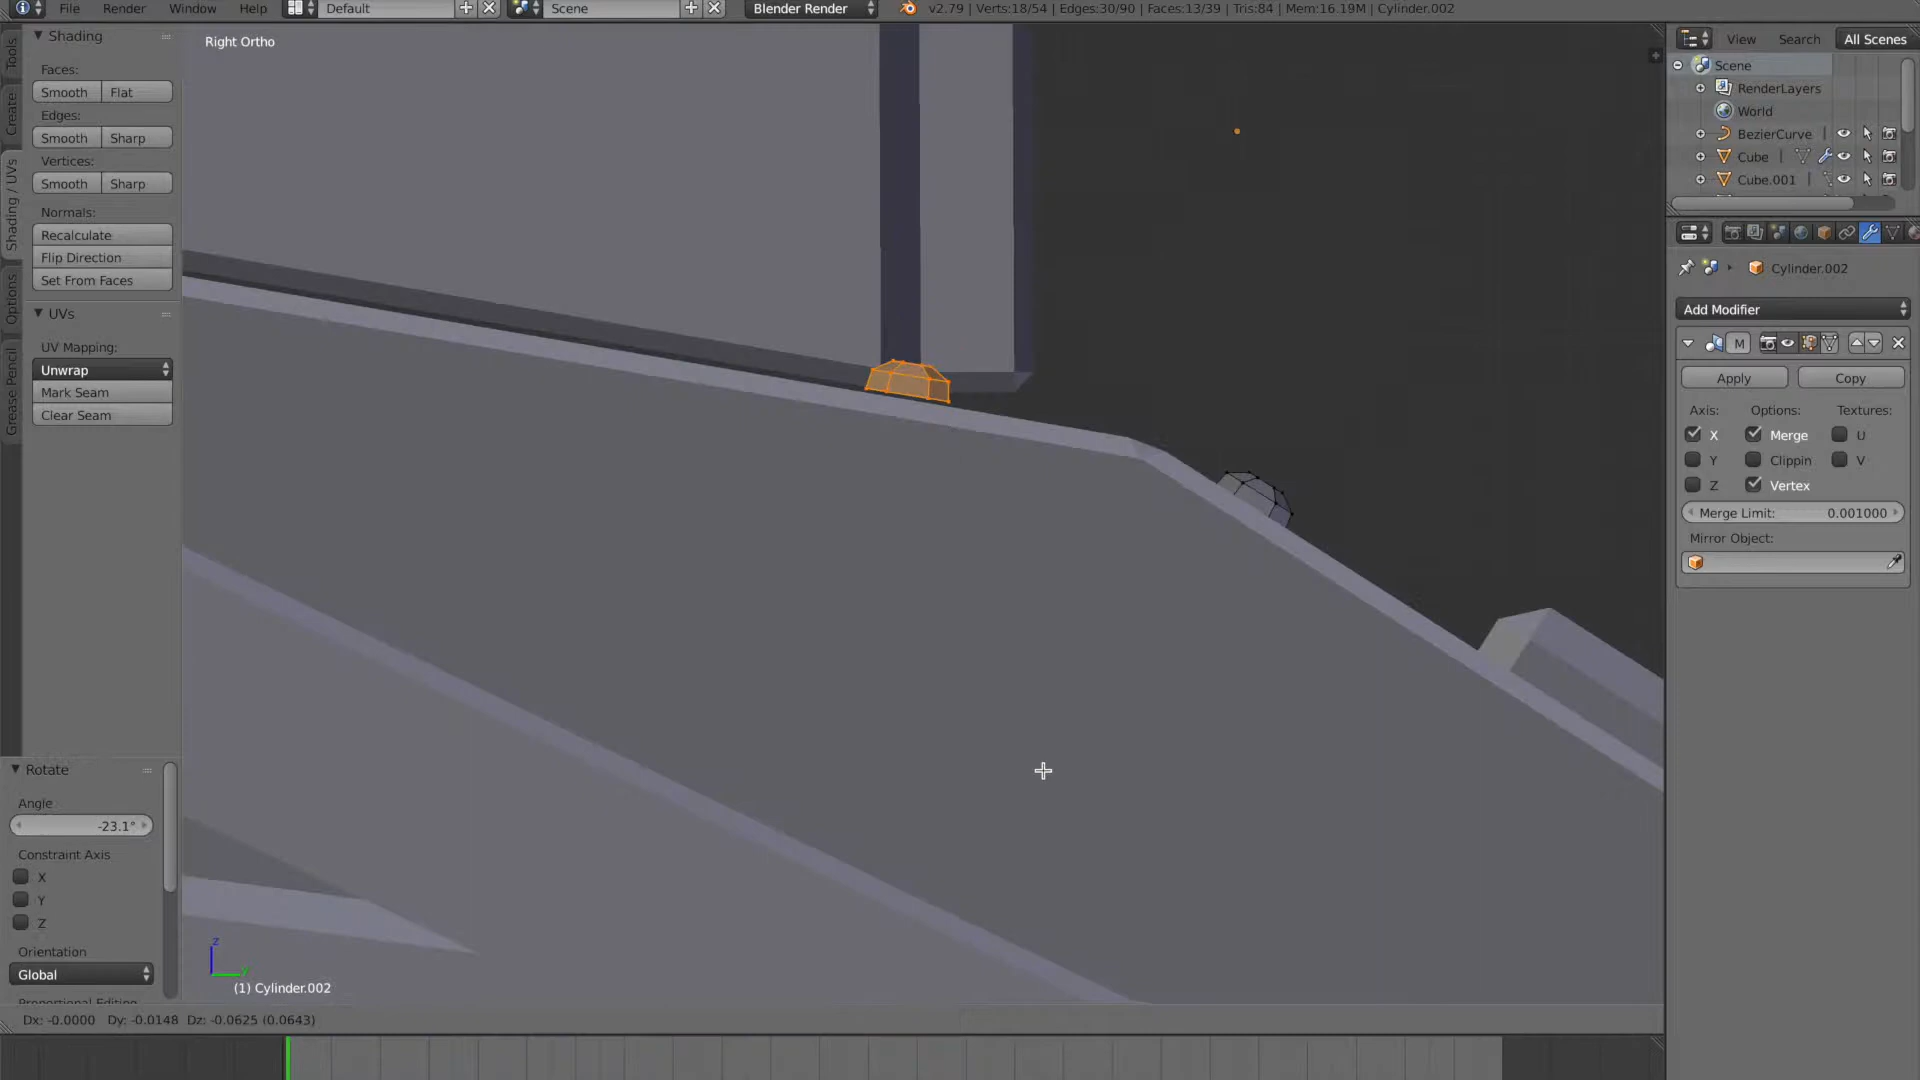 File Render Window Help Default Scene Blender Render v2.79 | Verts:18/54 | Edges:30/90 | Faces:13/39 | Tris:84 | Mem:16.19M | Cylinder.002
Tools
Create
Shading / UVs
Options
Grease Pencil
Shading
Faces:
Smooth Flat
Edges:
Smooth Sharp
Vertices:
Smooth Sharp
Normals:
Recalculate
Flip Direction
Set From Faces
UVs
UV Mapping:
Unwrap
Mark Seam
Clear Seam
Rotate
Angle
-23.1°
Constraint Axis
X
Y
Z
Orientation
Global
Proportional Editing
Right Ortho
z
y
(1) Cylinder.002
Dx: -0.0000 Dy: -0.0148 Dz: -0.0625 (0.0643)
View Search All Scenes
Scene
RenderLayers
World
BezierCurve
Cube
Cube.001
Cylinder.002
Add Modifier
M
Apply Copy
Axis: Options: Textures:
X Merge U
Y Clippin V
Z Vertex
Merge Limit: 0.001000
Mirror Object: